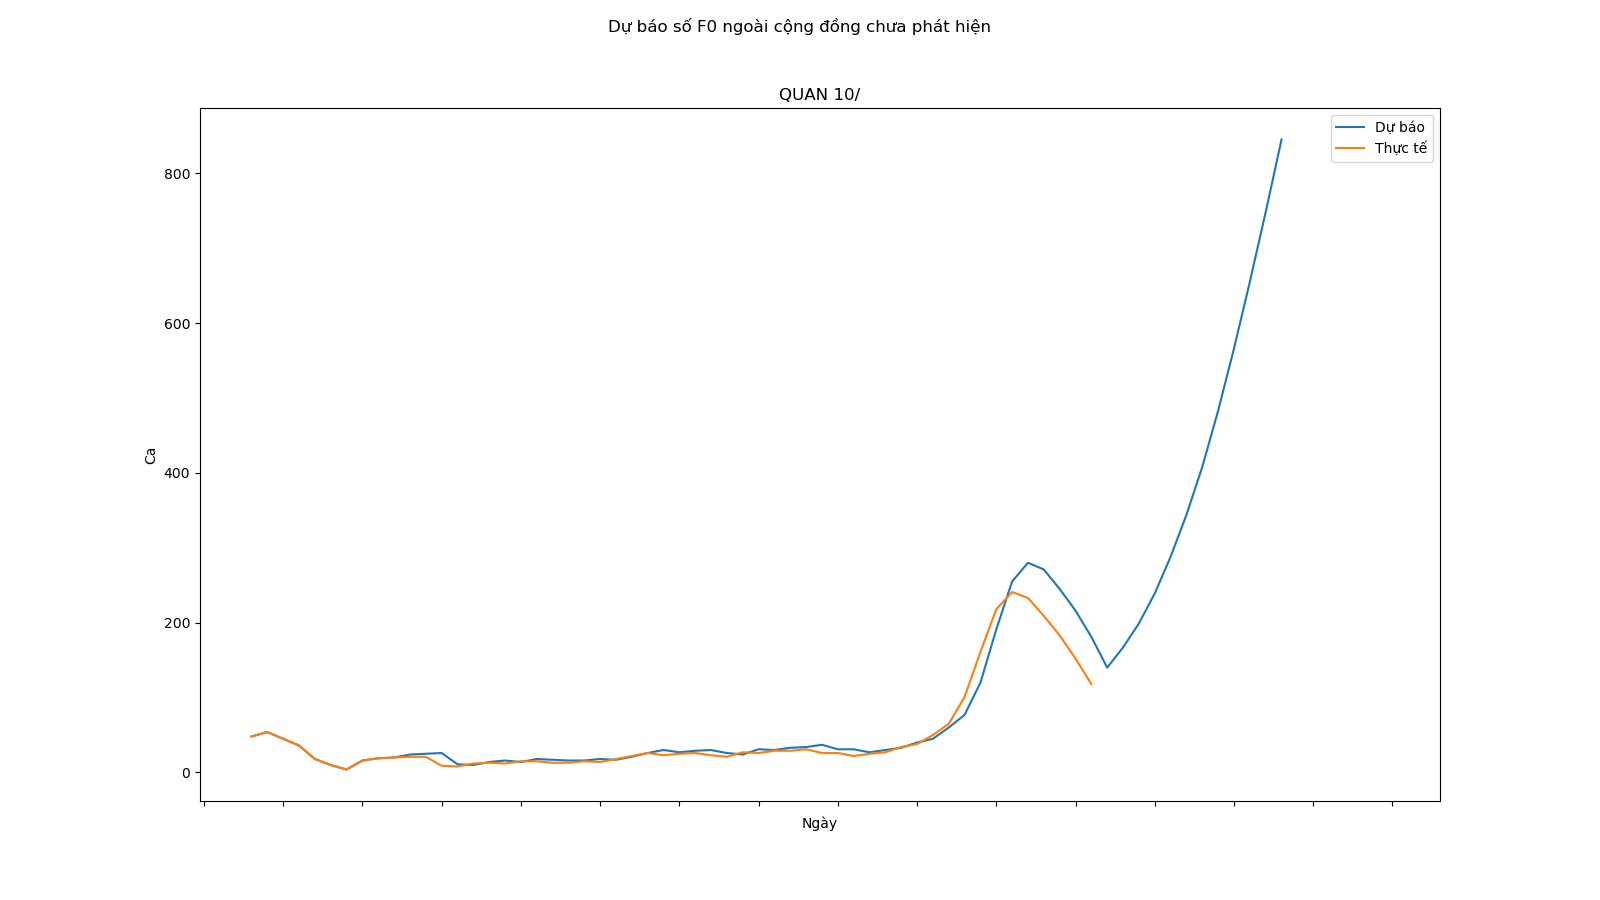 Dự báo số F0 ngoài cộng đồng chưa phát hiện
QUAN 10/
Dự báo
Thực tế
800
600
400
200
0
Ca
Ngày